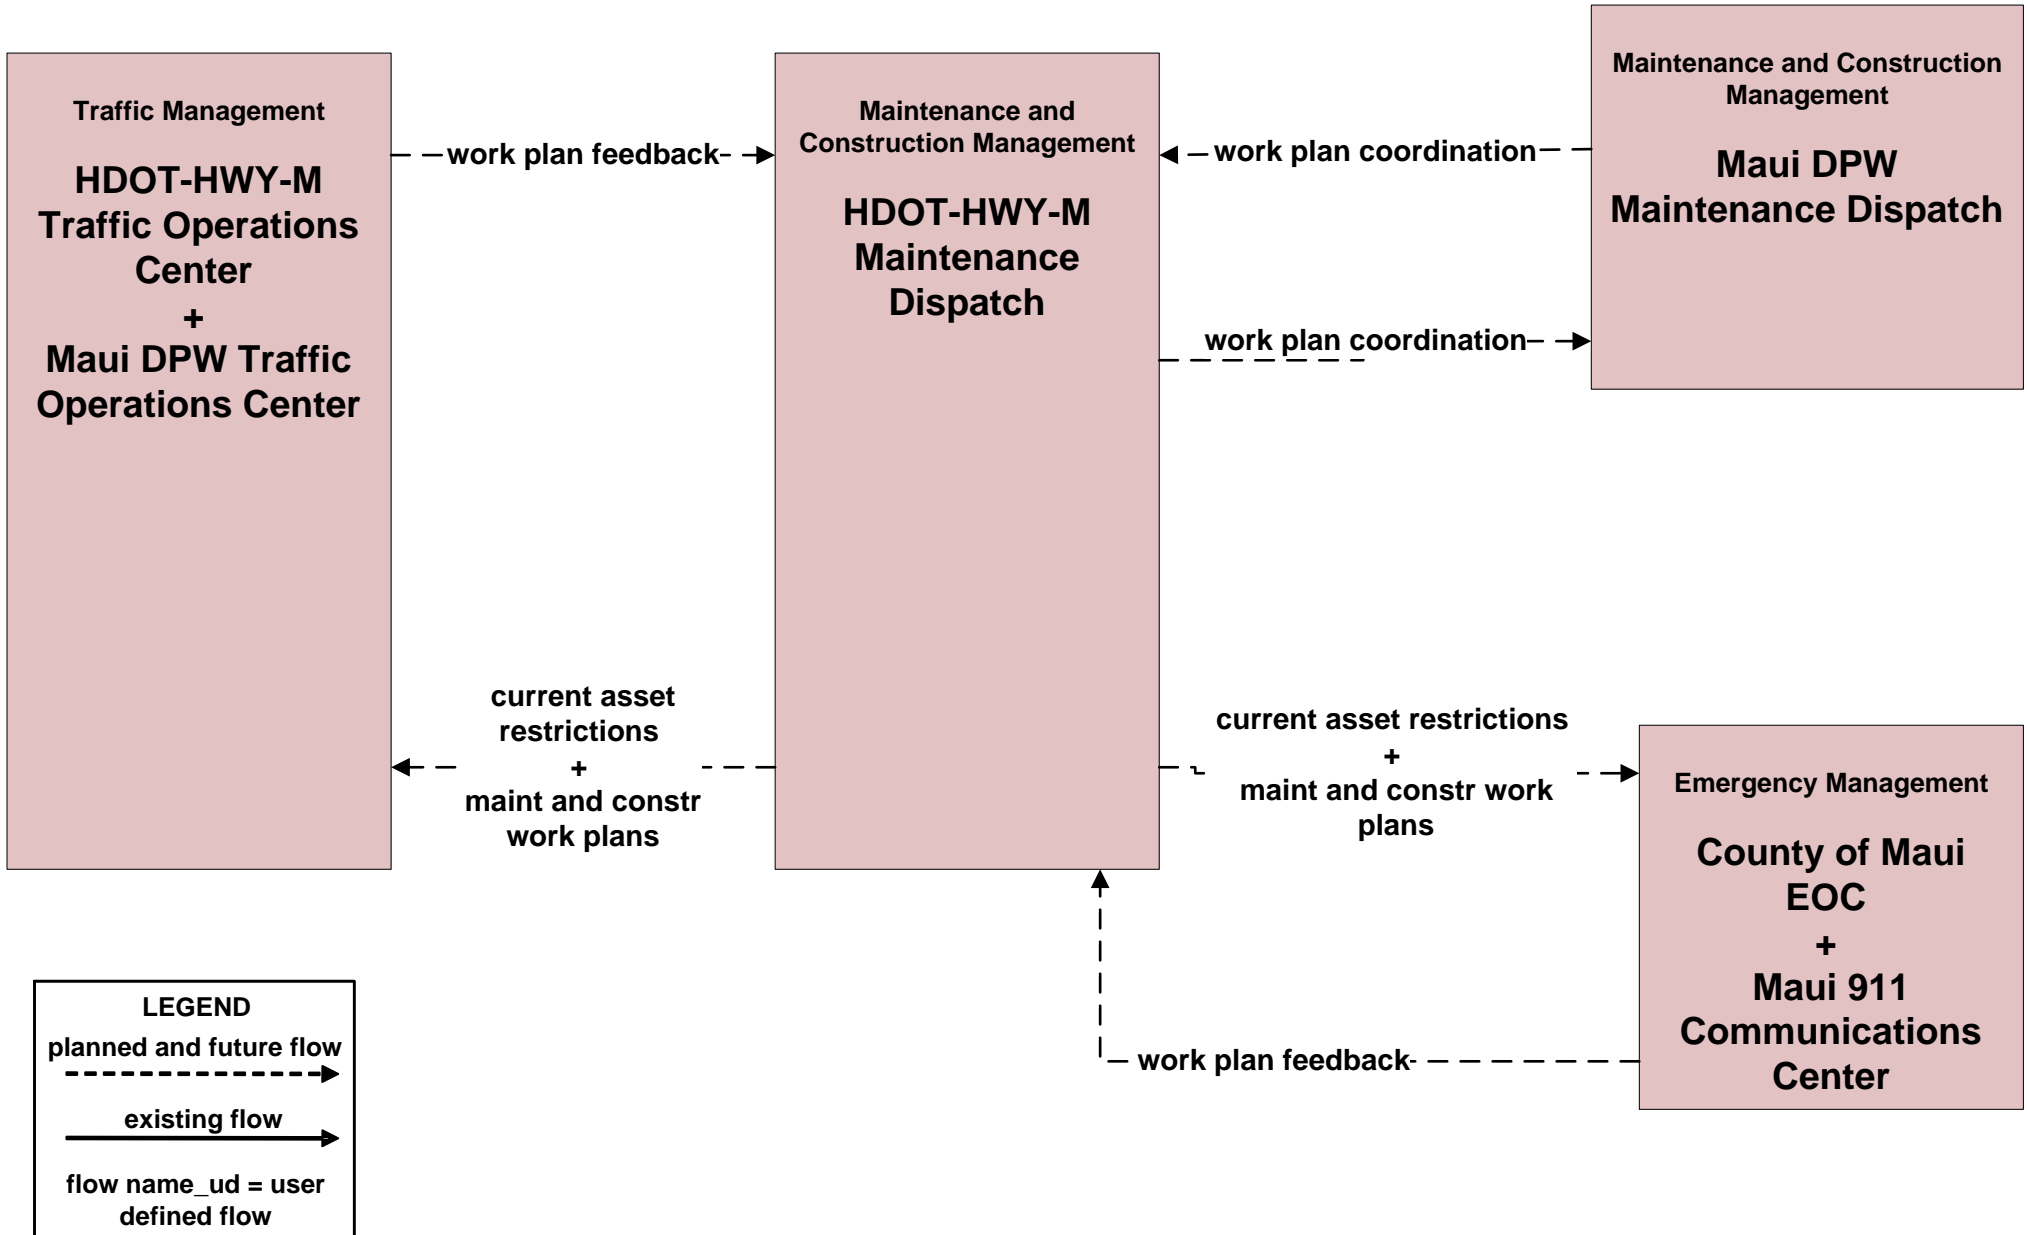 Traffic Management
HDOT-HWY-M
Traffic Operations
Center
+
Maui DPW Traffic
Operations Center
work plan feedback
Maintenance and
Construction Management
HDOT-HWY-M
Maintenance
Dispatch
work plan coordination
work plan coordination
Maintenance and Construction
Management
Maui DPW
Maintenance Dispatch
current asset
restrictions
+
maint and constr
work plans
current asset restrictions
+
maint and constr work
plans
Emergency Management
County of Maui
EOC
+
Maui 911
Communications
Center
work plan feedback
LEGEND
planned and future flow
existing flow
flow name_ud = user
defined flow